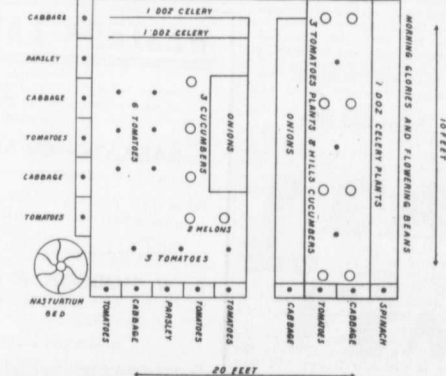 CABBAGE
PARSLEY
CABBAGE
TOMATOES
CABBAGE
TOMATOES
NASTURTIUM
BED
1 DOZ CELERY
1 DOZ CELERY
6 TOMATOES
3 CUCUMBERS
ONIONS
2 MELONS
3 TOMATOES
TOMATOES
CABBAGE
PARSLEY
TOMATOES
TOMATOES
ONIONS
3 TOMATOES PLANTS 8 HILLS CUCUMBERS
1 DOZ CELERY PLANTS
MORNING GLORIES AND FLOWERING BEANS
10 FEET
CABBAGE
TOMATOES
CABBAGE
SPINACH
20 FEET